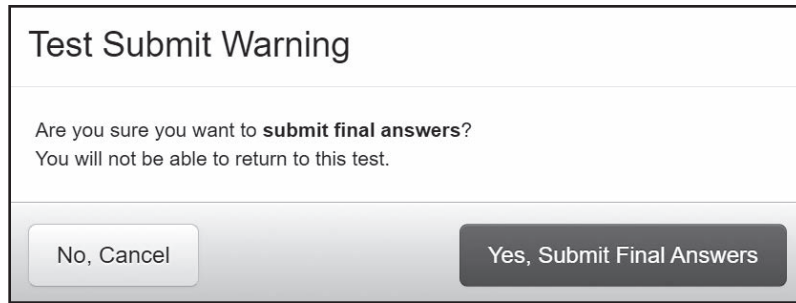 Test Submit Warning
Are you sure you want to submit final answers?
You will not be able to return to this test.
No, Cancel
Yes, Submit Final Answers